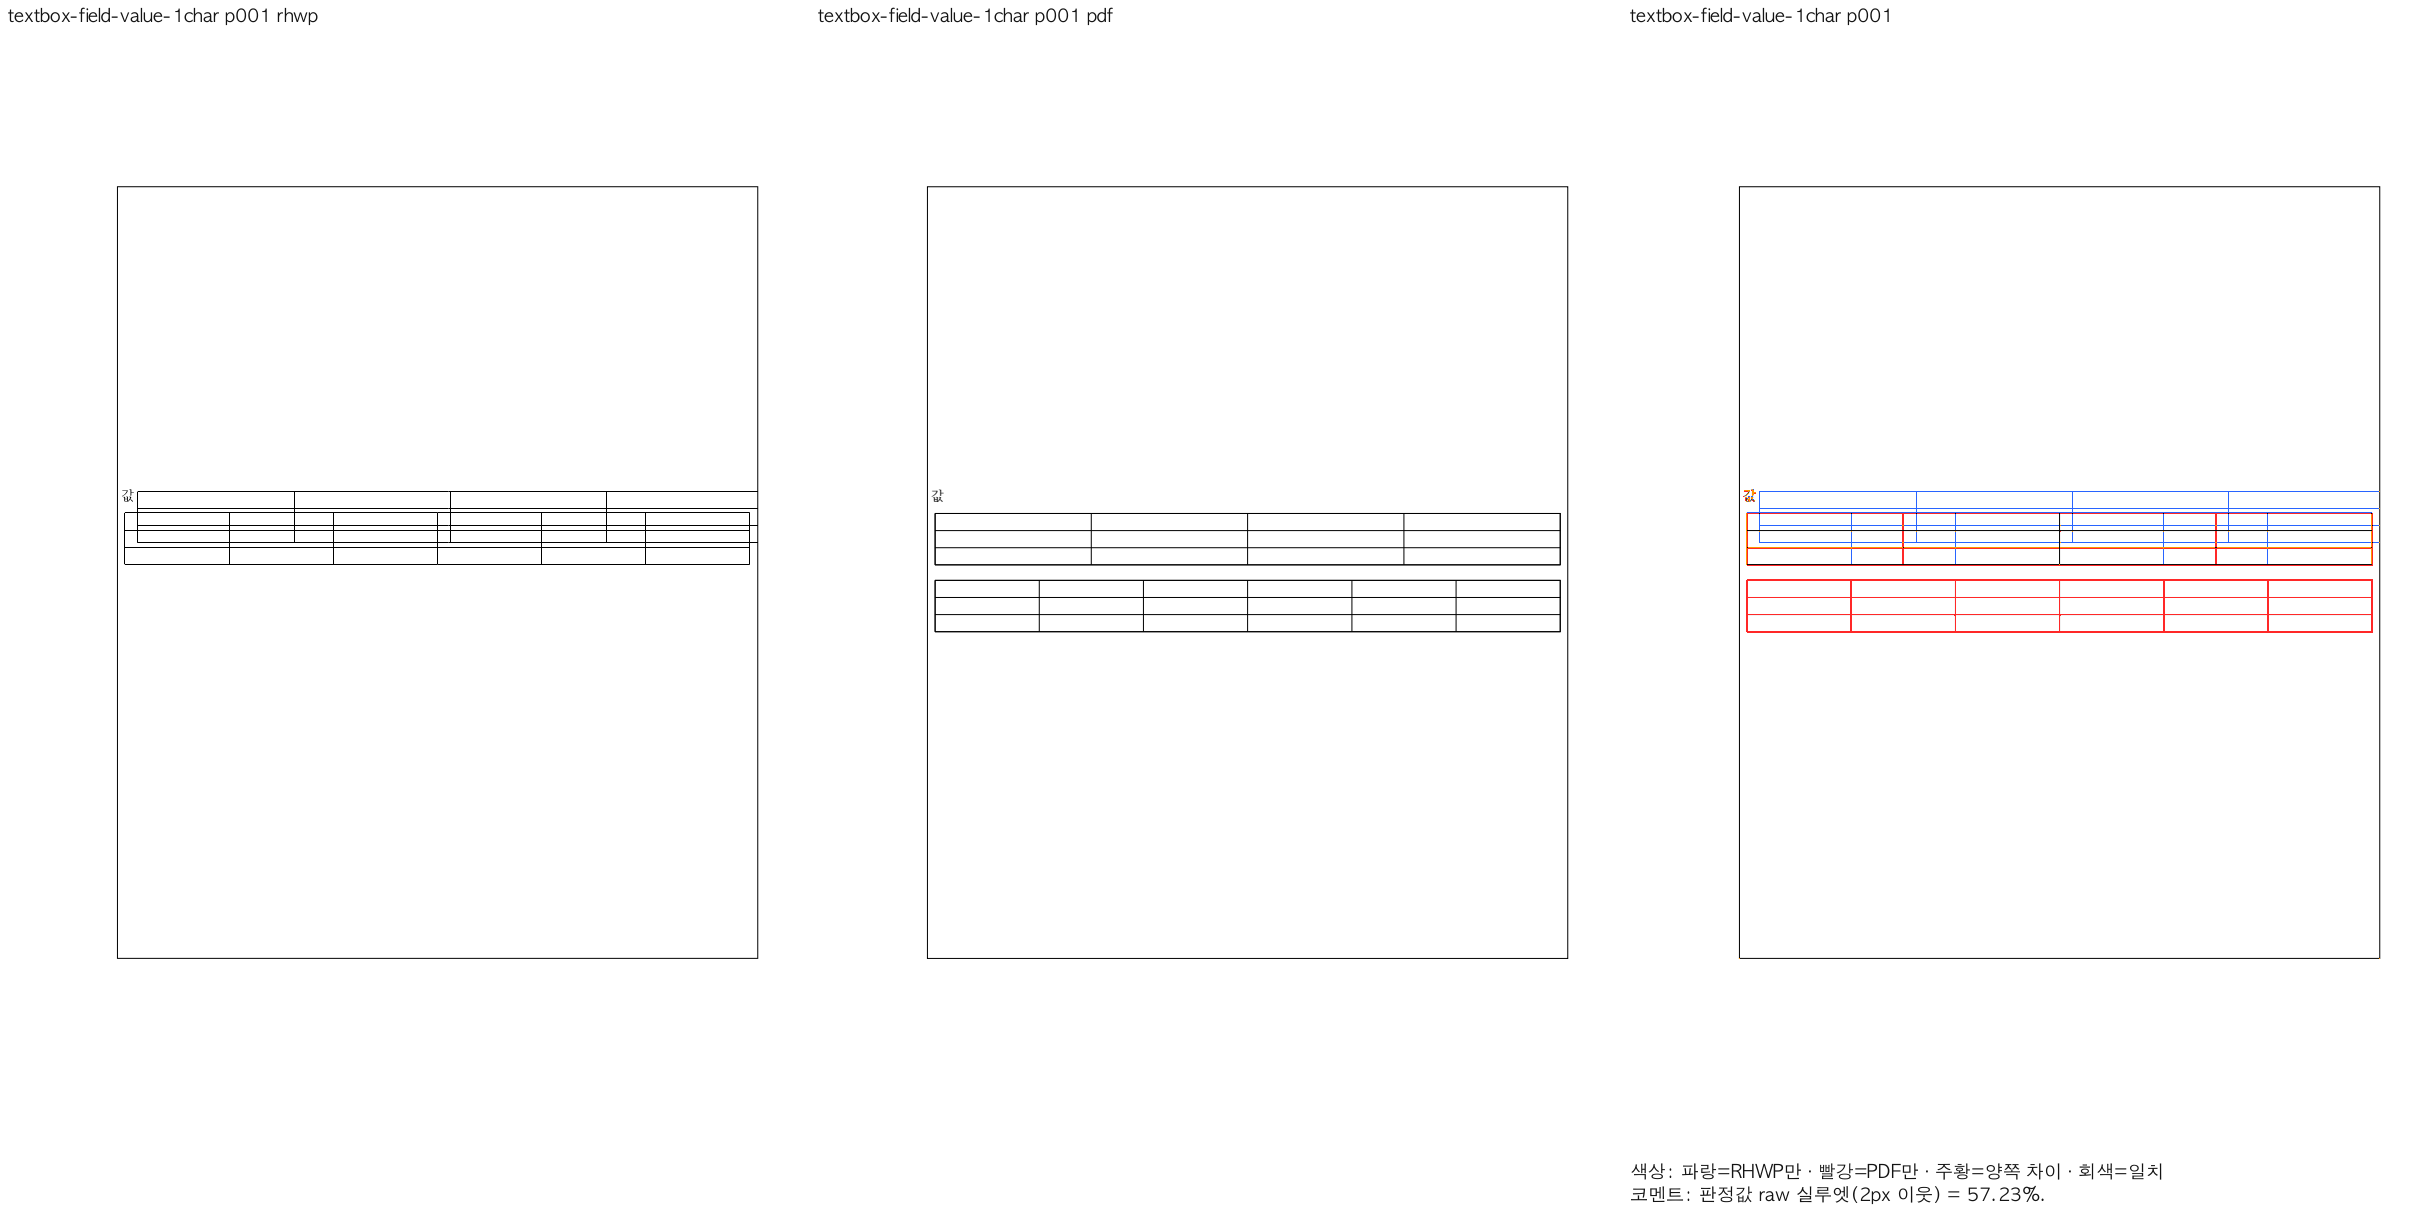 textbox-field-value-1char p001 rhwp
textbox-field-value-1char p001 pdf
textbox-field-value-1char p001
값
값
값
색상: 파랑=RHWP만 · 빨강=PDF만 · 주황=양쪽 차이 · 회색=일치
코멘트: 판정값 raw 실루엣(2px 이웃) = 57.23%.